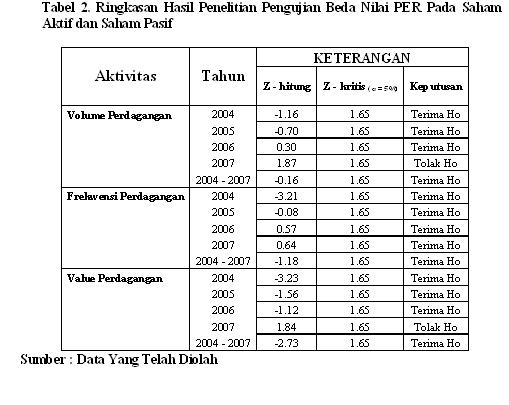 Tabel 2. Ringkasan Hasil Penelitian Pengujian Beda Nilai PER Pada Saham
Aktif dan Saham Pasif
Aktivitas Tahun KETERANGAN
Z - hitung Z - kritis (α = 5%) Keputusan
Volume Perdagangan 2004 -1.16 1.65 Terima Ho
2005 -0.70 1.65 Terima Ho
2006 0.30 1.65 Terima Ho
2007 1.87 1.65 Tolak Ho
2004 - 2007 -0.16 1.65 Terima Ho
Frekwensi Perdagangan 2004 -3.21 1.65 Terima Ho
2005 -0.08 1.65 Terima Ho
2006 0.57 1.65 Terima Ho
2007 0.64 1.65 Terima Ho
2004 - 2007 -1.18 1.65 Terima Ho
Value Perdagangan 2004 -3.23 1.65 Terima Ho
2005 -1.56 1.65 Terima Ho
2006 -1.12 1.65 Terima Ho
2007 1.84 1.65 Tolak Ho
2004 - 2007 -2.73 1.65 Terima Ho
Sumber : Data Yang Telah Diolah